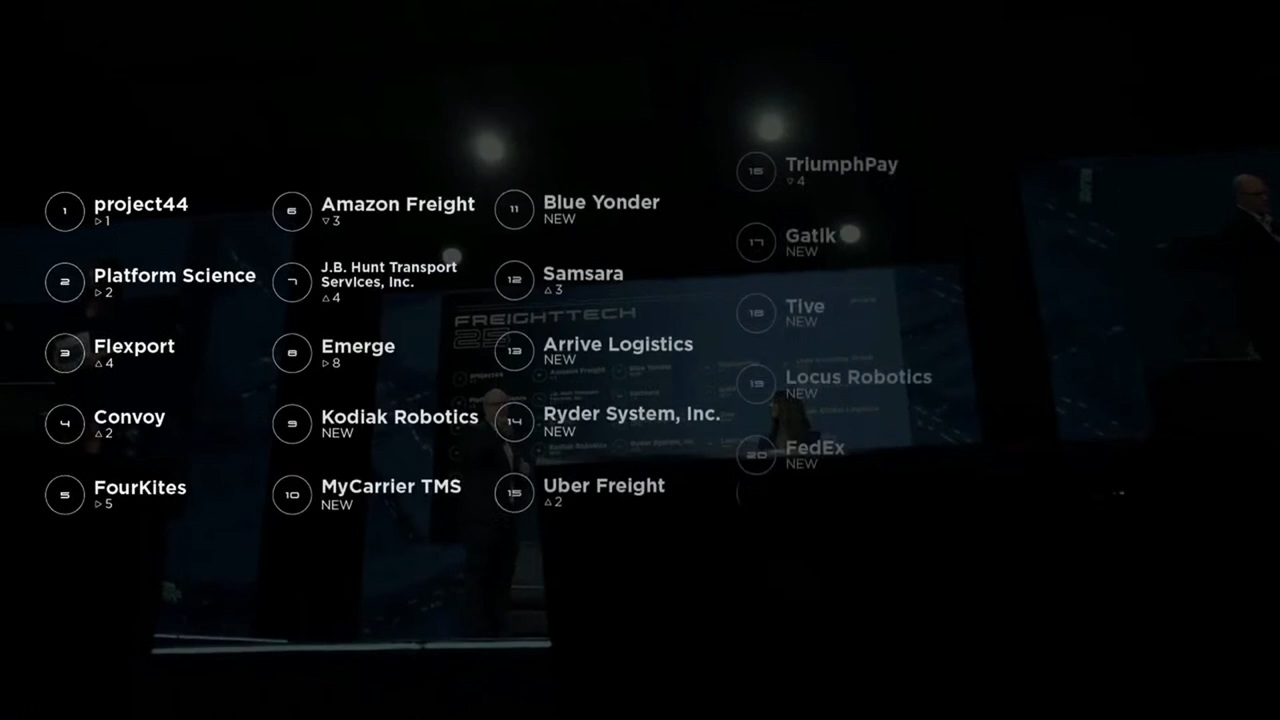 1
project44
▷ 1
2
Platform Science
▷ 2
3
Flexport
△ 4
4
Convoy
△ 2
5
FourKites
▷ 5
6
Amazon Freight
▽ 3
7
J.B. Hunt Transport
Services, Inc.
△ 4
8
Emerge
▷ 8
9
Kodiak Robotics
NEW
10
MyCarrier TMS
NEW
11
Blue Yonder
NEW
12
Samsara
△ 3
13
Arrive Logistics
NEW
14
Ryder System, Inc.
NEW
15
Uber Freight
△ 2
16
TriumphPay
▽ 4
17
Gatik
NEW
18
Tive
NEW
19
Locus Robotics
NEW
20
FedEx
NEW
FREIGHTTECH
25